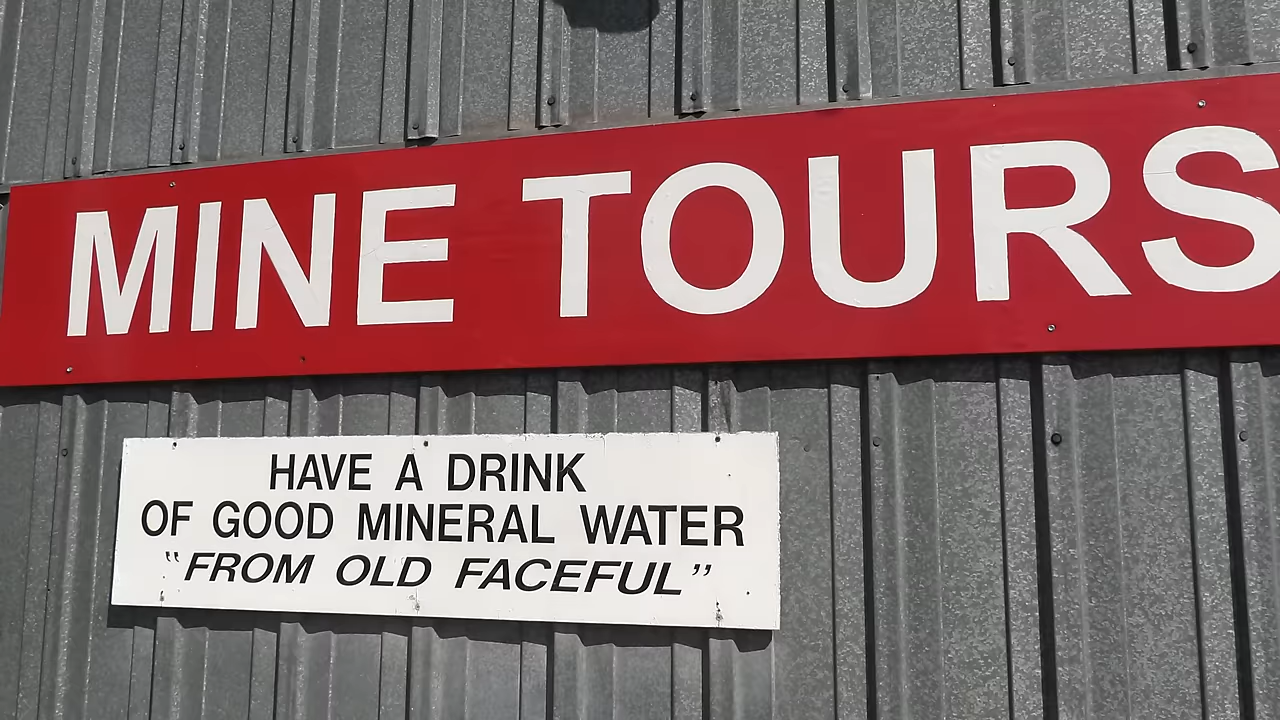 MINE TOURS
HAVE A DRINK
OF GOOD MINERAL WATER
"FROM OLD FACEFUL"